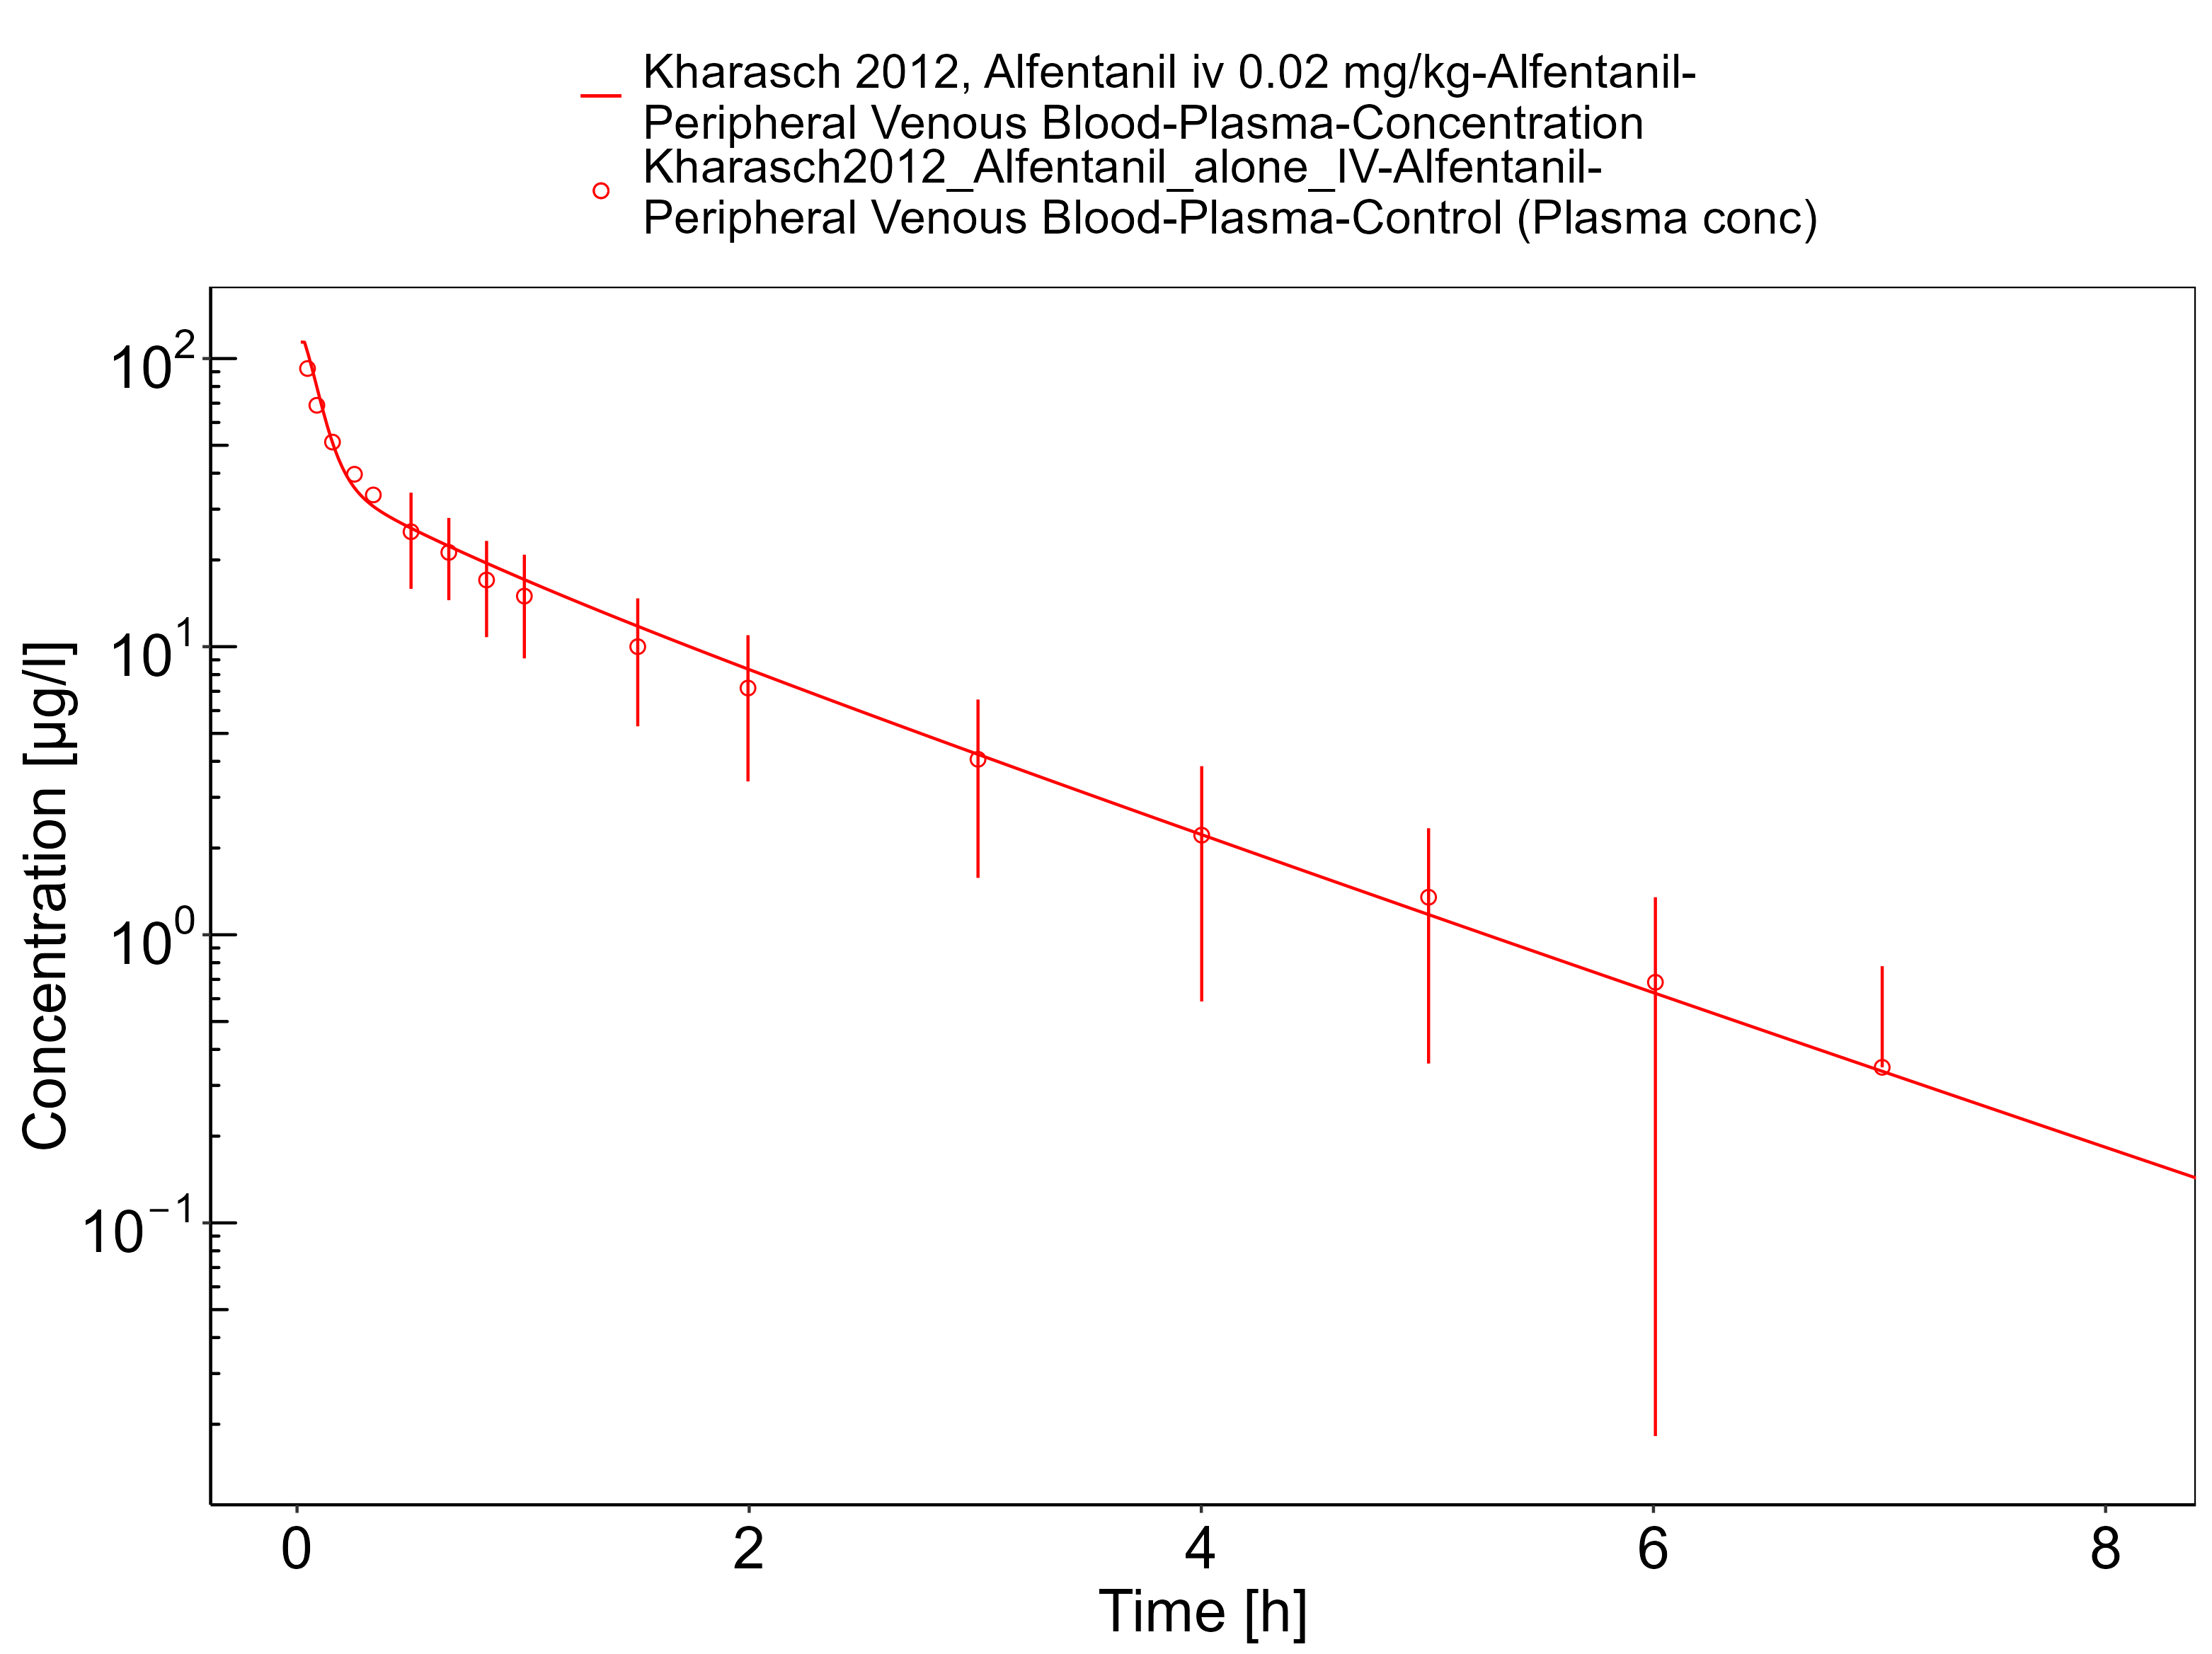 Kharasch 2012, Alfentanil iv 0.02 mg/kg-Alfentanil-
Peripheral Venous Blood-Plasma-Concentration
Kharasch2012_Alfentanil_alone_IV-Alfentanil-
Peripheral Venous Blood-Plasma-Control (Plasma conc)
10²
10¹
10⁰
10⁻¹
Concentration [µg/l]
0 2 4 6 8
Time [h]